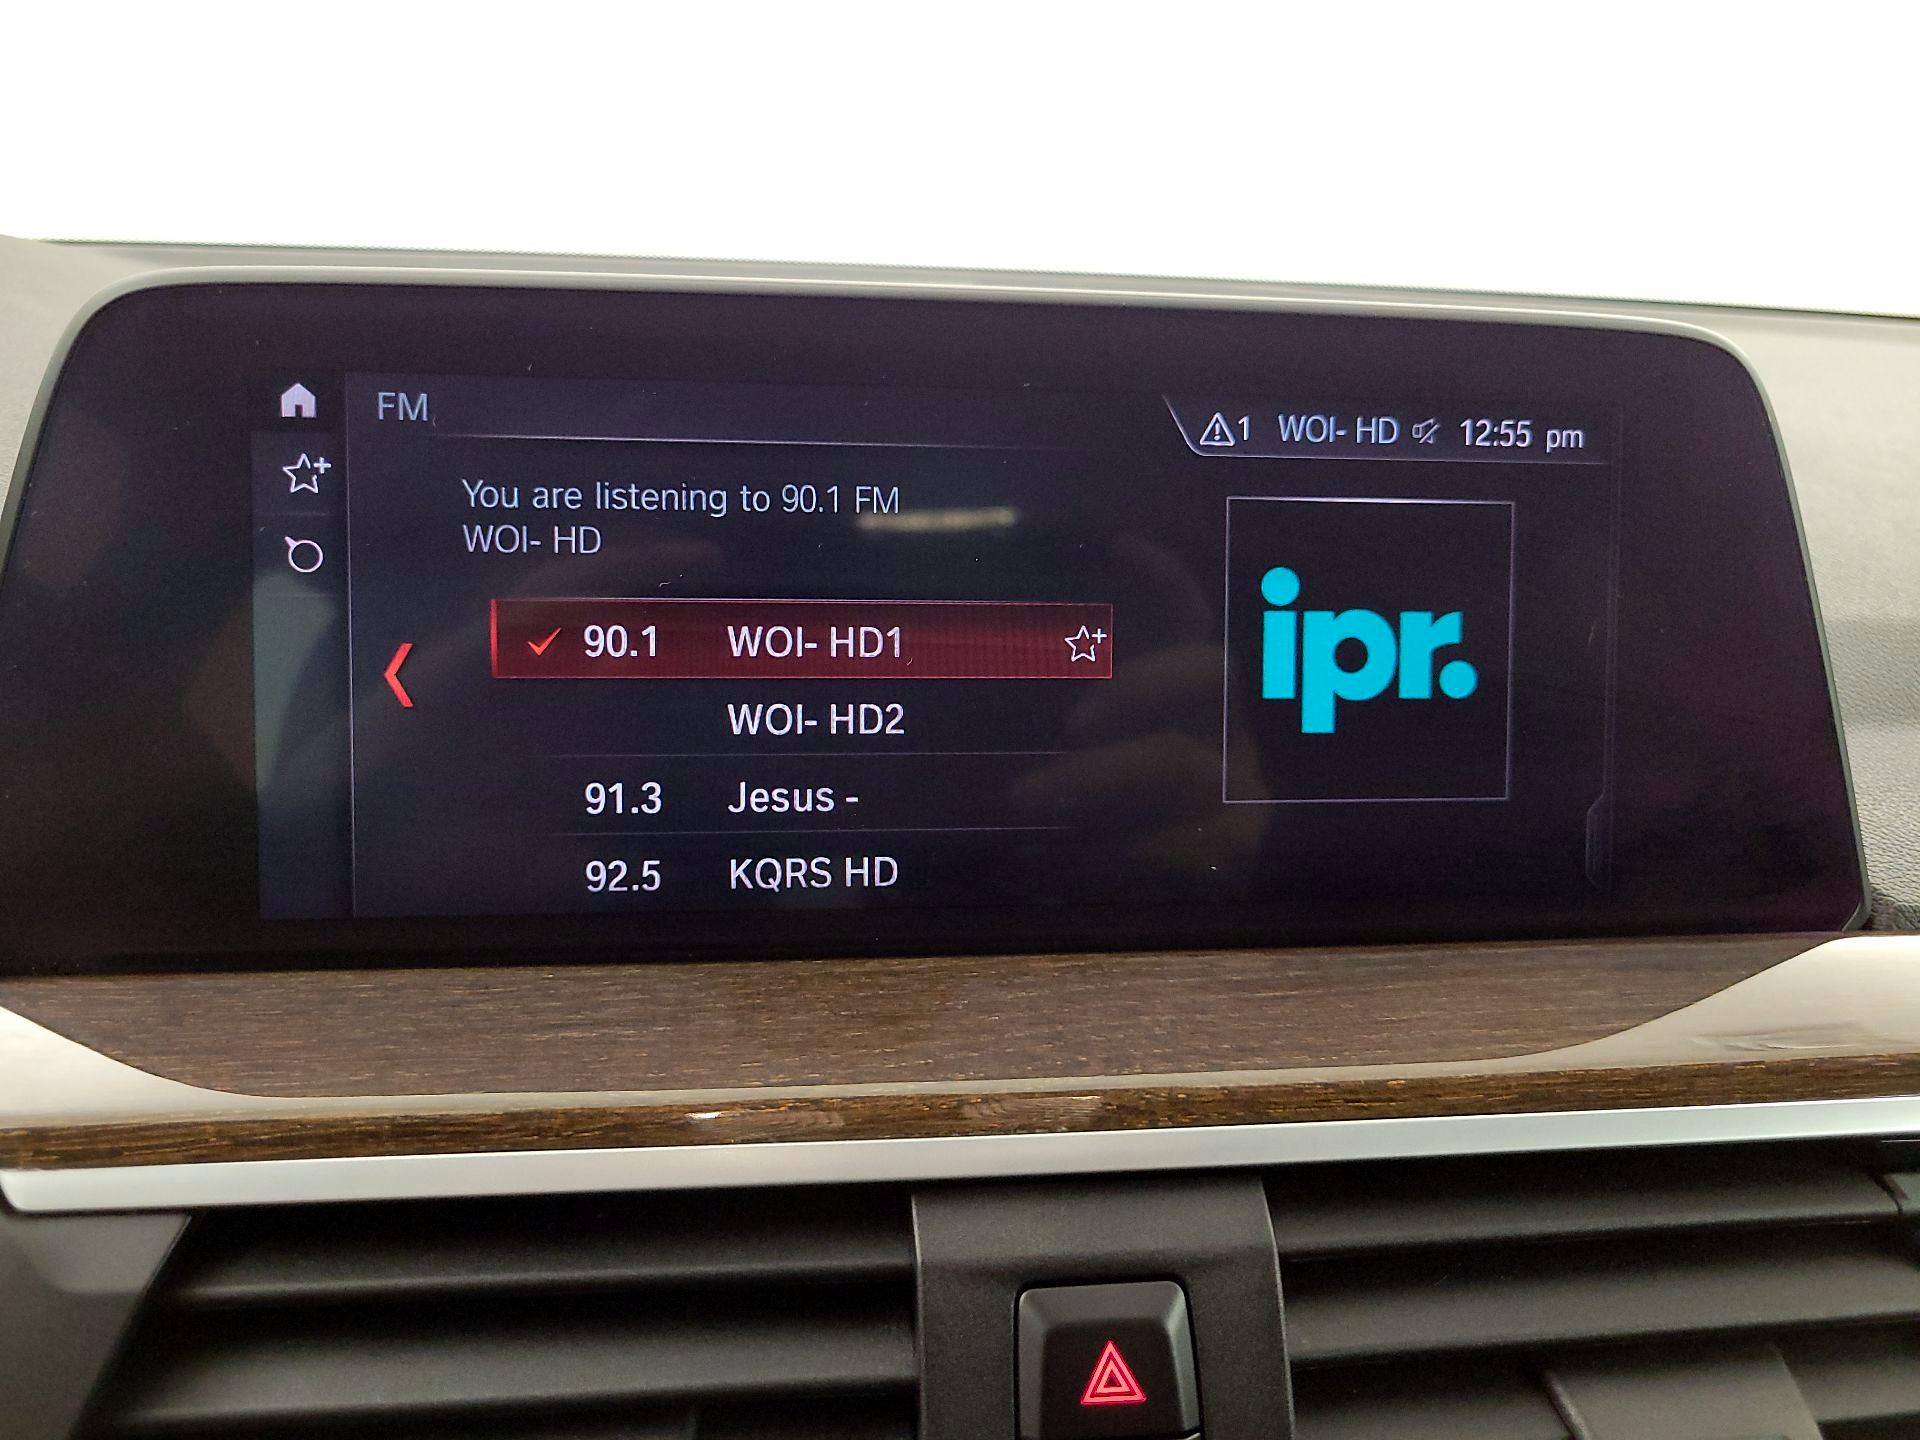 FM
1 WOI- HD 12:55 pm
You are listening to 90.1 FM
WOI- HD
90.1 WOI- HD1
WOI- HD2
91.3 Jesus -
92.5 KQRS HD
ipr.